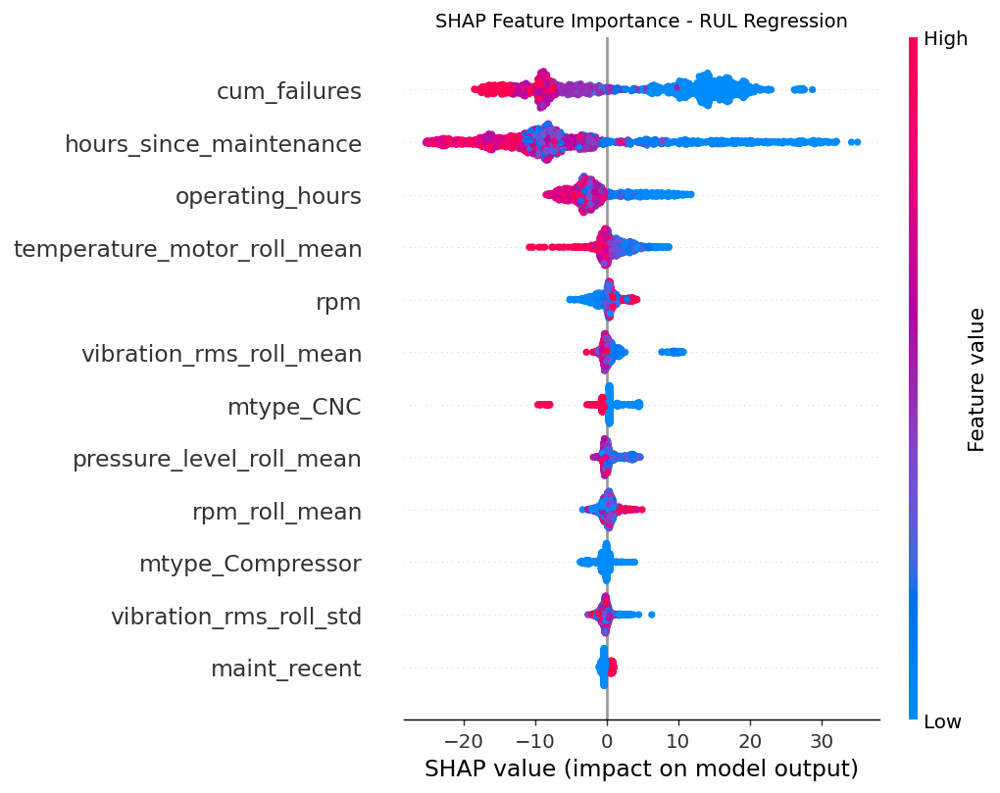 SHAP Feature Importance - RUL Regression
High
cum_failures
hours_since_maintenance
operating_hours
temperature_motor_roll_mean
rpm
vibration_rms_roll_mean
mtype_CNC
pressure_level_roll_mean
rpm_roll_mean
mtype_Compressor
vibration_rms_roll_std
maint_recent
Feature value
Low
−20 −10 0 10 20 30
SHAP value (impact on model output)